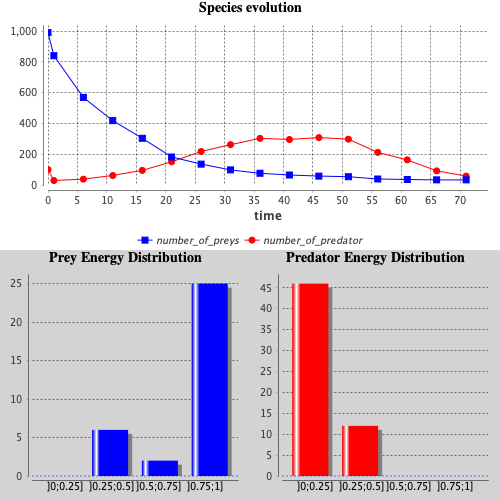 Species evolution
1,000
800
600
400
200
0
0 5 10 15 20 25 30 35 40 45 50 55 60 65 70
time
number_of_preys number_of_predator
Prey Energy Distribution
25
20
15
10
5
0
]0;0.25] ]0.25;0.5] ]0.5;0.75] ]0.75;1]
Predator Energy Distribution
45
40
35
30
25
20
15
10
5
0
]0;0.25] ]0.25;0.5] ]0.5;0.75] ]0.75;1]